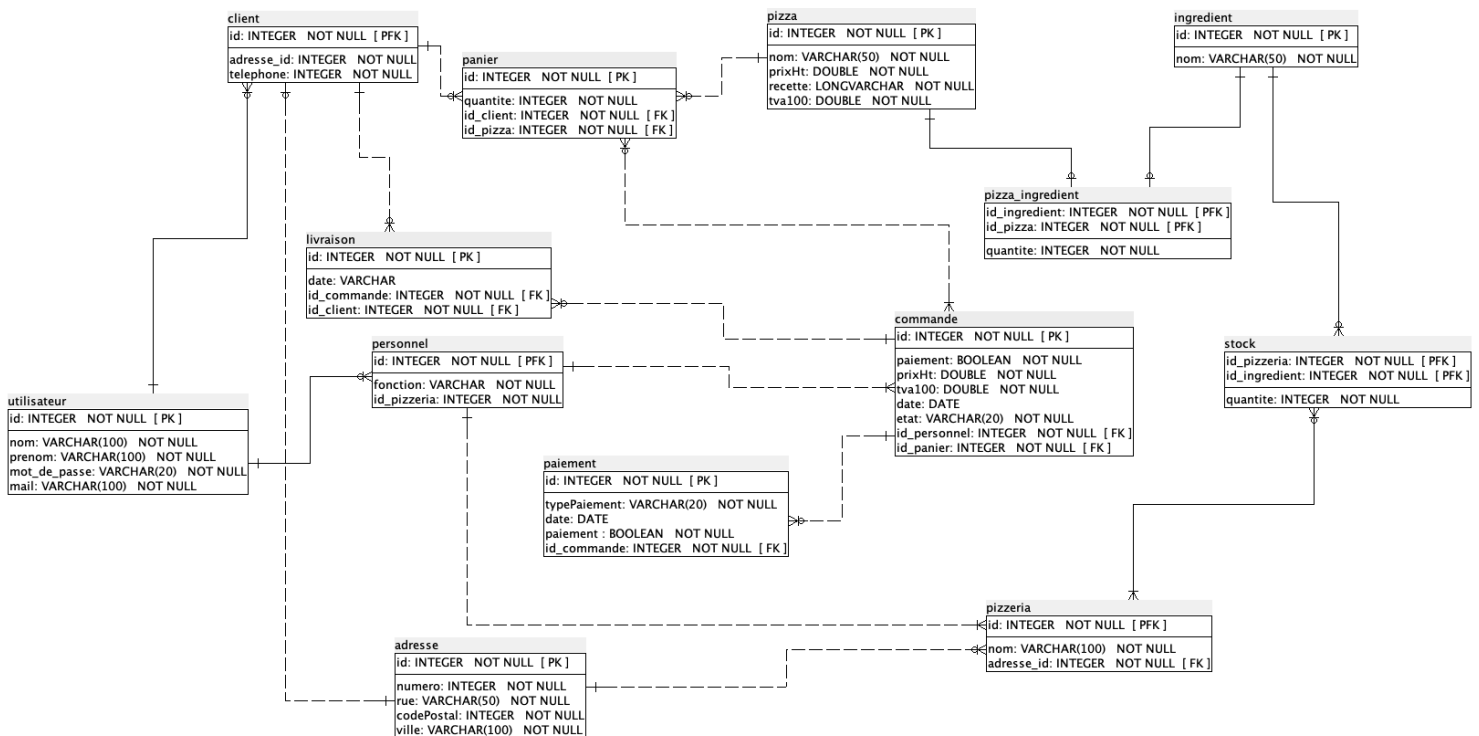 client
id: INTEGER NOT NULL [ PFK ]
adresse_id: INTEGER NOT NULL
telephone: INTEGER NOT NULL
panier
id: INTEGER NOT NULL [ PK ]
quantite: INTEGER NOT NULL
id_client: INTEGER NOT NULL [ FK ]
id_pizza: INTEGER NOT NULL [ FK ]
pizza
id: INTEGER NOT NULL [ PK ]
nom: VARCHAR(50) NOT NULL
prixHt: DOUBLE NOT NULL
recette: LONGVARCHAR NOT NULL
tva100: DOUBLE NOT NULL
ingredient
id: INTEGER NOT NULL [ PK ]
nom: VARCHAR(50) NOT NULL
pizza_ingredient
id_ingredient: INTEGER NOT NULL [ PFK ]
id_pizza: INTEGER NOT NULL [ PFK ]
quantite: INTEGER NOT NULL
livraison
id: INTEGER NOT NULL [ PK ]
date: VARCHAR
id_commande: INTEGER NOT NULL [ FK ]
id_client: INTEGER NOT NULL [ FK ]
commande
id: INTEGER NOT NULL [ PK ]
paiement: BOOLEAN NOT NULL
prixHt: DOUBLE NOT NULL
tva100: DOUBLE NOT NULL
date: DATE
etat: VARCHAR(20) NOT NULL
id_personnel: INTEGER NOT NULL [ FK ]
id_panier: INTEGER NOT NULL [ FK ]
personnel
id: INTEGER NOT NULL [ PFK ]
fonction: VARCHAR NOT NULL
id_pizzeria: INTEGER NOT NULL
stock
id_pizzeria: INTEGER NOT NULL [ PFK ]
id_ingredient: INTEGER NOT NULL [ PFK ]
quantite: INTEGER NOT NULL
utilisateur
id: INTEGER NOT NULL [ PK ]
nom: VARCHAR(100) NOT NULL
prenom: VARCHAR(100) NOT NULL
mot_de_passe: VARCHAR(20) NOT NULL
mail: VARCHAR(100) NOT NULL
paiement
id: INTEGER NOT NULL [ PK ]
typePaiement: VARCHAR(20) NOT NULL
date: DATE
paiement : BOOLEAN NOT NULL
id_commande: INTEGER NOT NULL [ FK ]
pizzeria
id: INTEGER NOT NULL [ PFK ]
nom: VARCHAR(100) NOT NULL
adresse_id: INTEGER NOT NULL [ FK ]
adresse
id: INTEGER NOT NULL [ PK ]
numero: INTEGER NOT NULL
rue: VARCHAR(50) NOT NULL
codePostal: INTEGER NOT NULL
ville: VARCHAR(100) NOT NULL